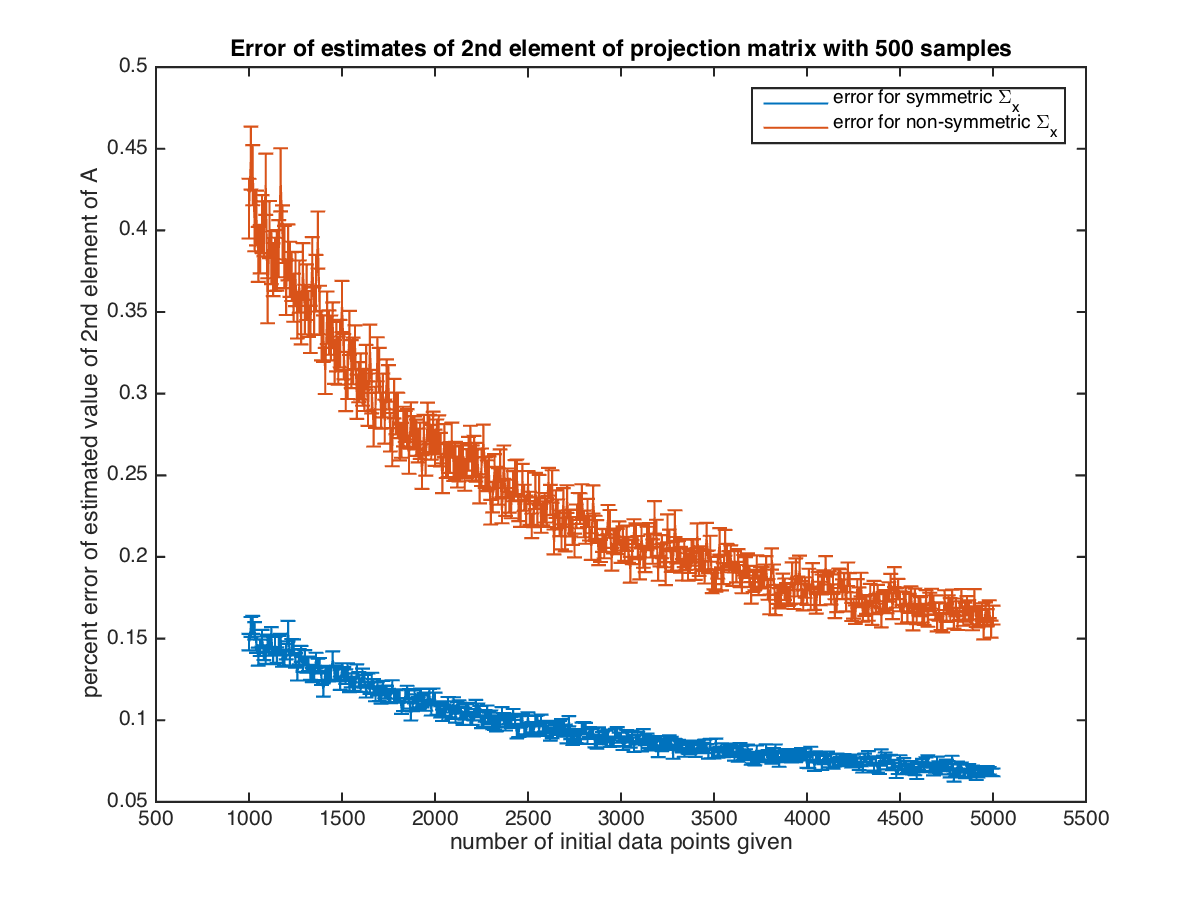 Error of estimates of 2nd element of projection matrix with 500 samples
error for symmetric Σx
error for non-symmetric Σx
percent error of estimated value of 2nd element of A
0.5
0.45
0.4
0.35
0.3
0.25
0.2
0.15
0.1
0.05
500 1000 1500 2000 2500 3000 3500 4000 4500 5000 5500
number of initial data points given